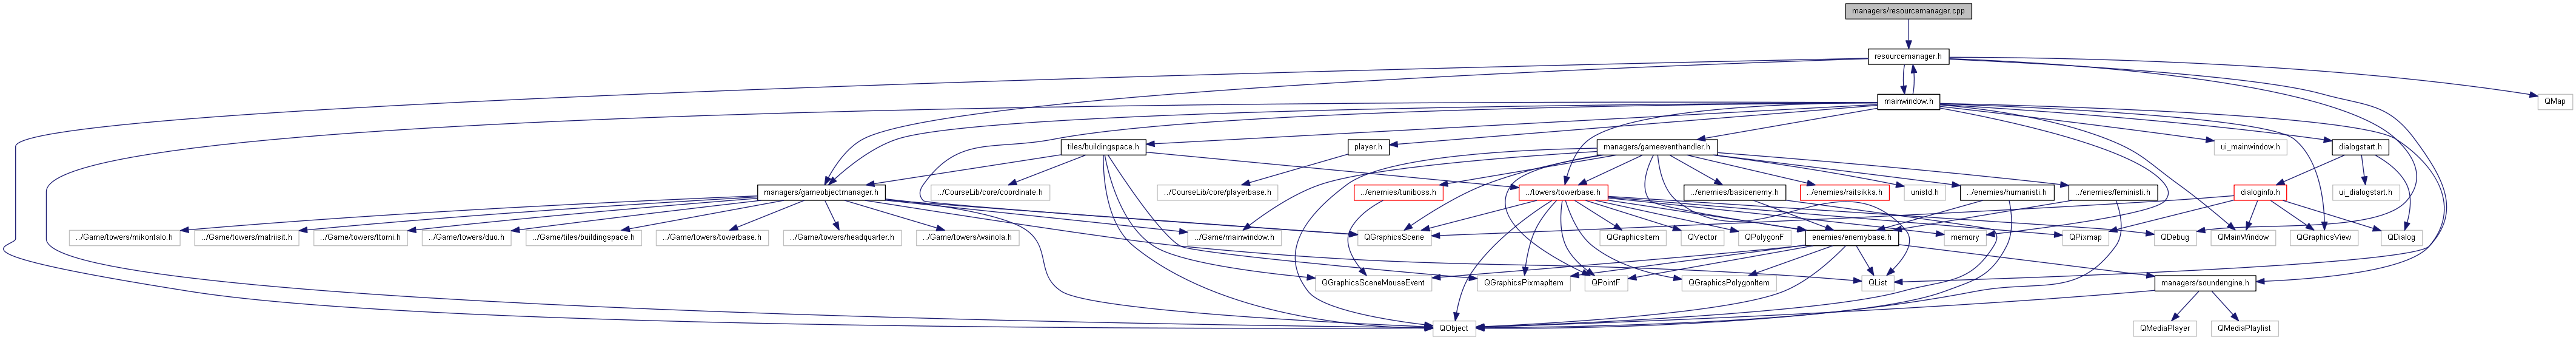 managers/resourcemanager.cpp
resourcemanager.h
mainwindow.h
QMap
tiles/buildingspace.h
player.h
managers/gameeventhandler.h
ui_mainwindow.h
dialogstart.h
managers/gameobjectmanager.h
.../CourseLib/core/coordinate.h
.../CourseLib/core/playerbase.h
.../enemies/tuniboss.h
.../towers/towerbase.h
.../enemies/basicenemy.h
.../enemies/raitsikka.h
unistd.h
.../enemies/humanisti.h
.../enemies/feministi.h
dialoginfo.h
ui_dialogstart.h
.../Game/towers/mikontalo.h
.../Game/towers/matriisit.h
.../Game/towers/ttorni.h
.../Game/towers/duo.h
.../Game/tiles/buildingspace.h
.../Game/towers/towerbase.h
.../Game/towers/headquarter.h
.../Game/towers/wainola.h
.../Game/mainwindow.h
QGraphicsScene
QGraphicsItem
QVector
QPolygonF
enemies/enemybase.h
memory
QPixmap
QDebug
QMainWindow
QGraphicsView
QDialog
QGraphicsSceneMouseEvent
QGraphicsPixmapItem
QPointF
QGraphicsPolygonItem
QList
managers/soundengine.h
QObject
QMediaPlayer
QMediaPlaylist